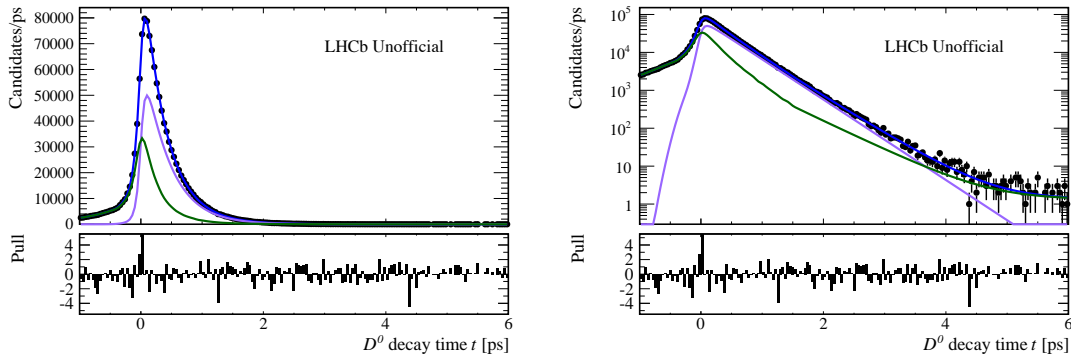 Candidates/ps
80000
70000
60000
50000
40000
30000
20000
10000
0
LHCb Unofficial
Pull
4
2
0
-2
-4
0 2 4 6
D⁰ decay time t [ps]
Candidates/ps
10⁵
10⁴
10³
10²
10
1
LHCb Unofficial
Pull
4
2
0
-2
-4
0 2 4 6
D⁰ decay time t [ps]